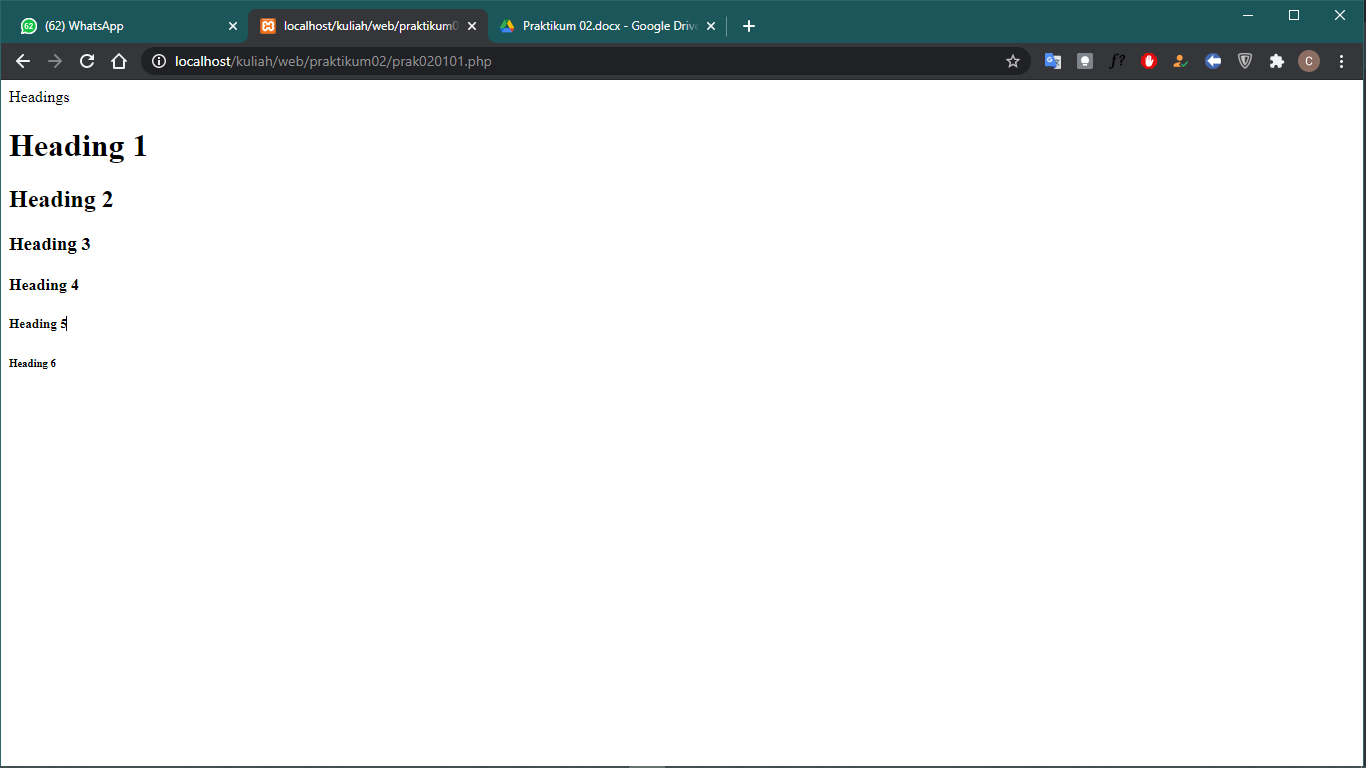 (62) WhatsApp
localhost/kuliah/web/praktikum0
Praktikum 02.docx - Google Driv
localhost/kuliah/web/praktikum02/prak020101.php
f?
C
Headings
Heading 1
Heading 2
Heading 3
Heading 4
Heading 5
Heading 6